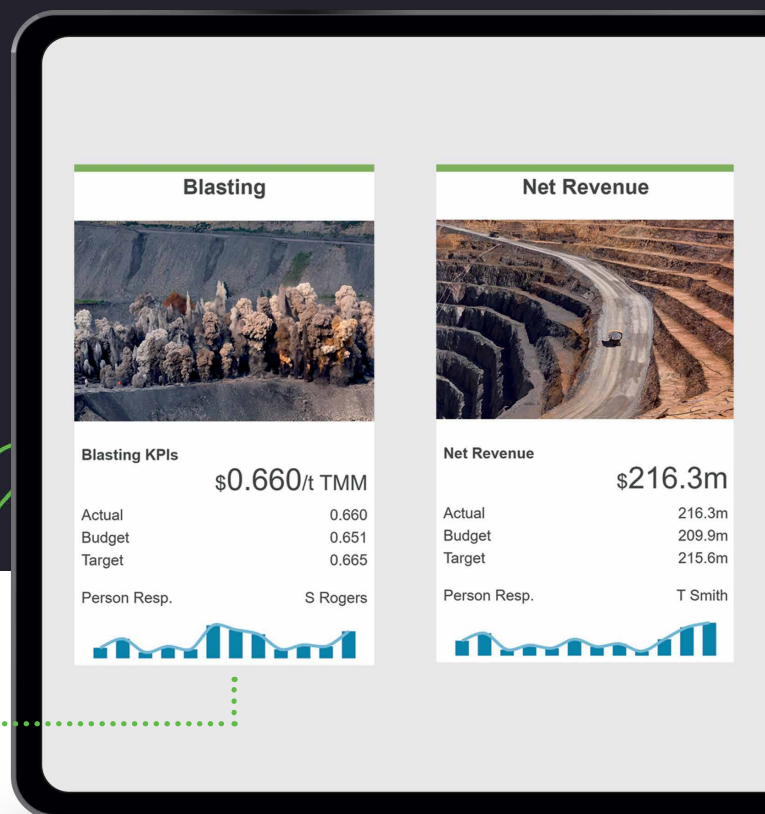 Blasting
Blasting KPIs
$0.660/t TMM
Actual 0.660
Budget 0.651
Target 0.665
Person Resp. S Rogers
Net Revenue
Net Revenue
$216.3m
Actual 216.3m
Budget 209.9m
Target 215.6m
Person Resp. T Smith